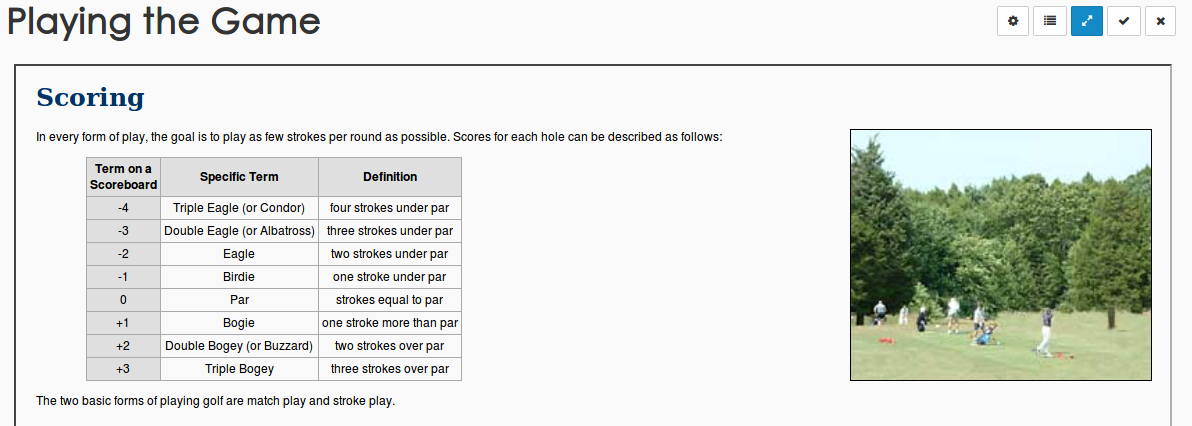 Playing the Game
Scoring
In every form of play, the goal is to play as few strokes per round as possible. Scores for each hole can be described as follows:
Term on a
Scoreboard
Specific Term
Definition
-4 Triple Eagle (or Condor) four strokes under par
-3 Double Eagle (or Albatross) three strokes under par
-2 Eagle two strokes under par
-1 Birdie one stroke under par
0 Par strokes equal to par
+1 Bogie one stroke more than par
+2 Double Bogey (or Buzzard) two strokes over par
+3 Triple Bogey three strokes over par
The two basic forms of playing golf are match play and stroke play.